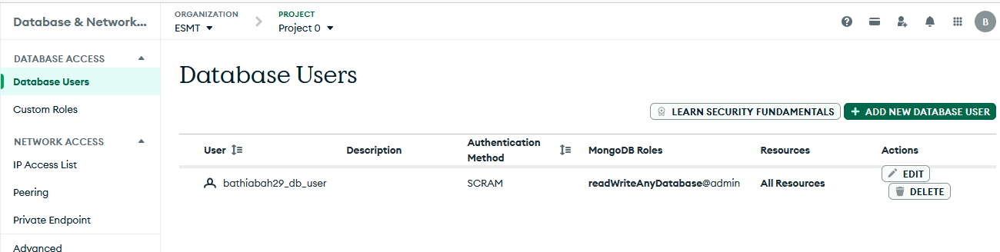 Database & Network...
ORGANIZATION
ESMT
PROJECT
Project 0
B
DATABASE ACCESS
Database Users
Custom Roles
NETWORK ACCESS
IP Access List
Peering
Private Endpoint
Advanced
Database Users
LEARN SECURITY FUNDAMENTALS
+ ADD NEW DATABASE USER
User Description Authentication Method MongoDB Roles Resources Actions
bathiabah29_db_user SCRAM readWriteAnyDatabase@admin All Resources EDIT
DELETE